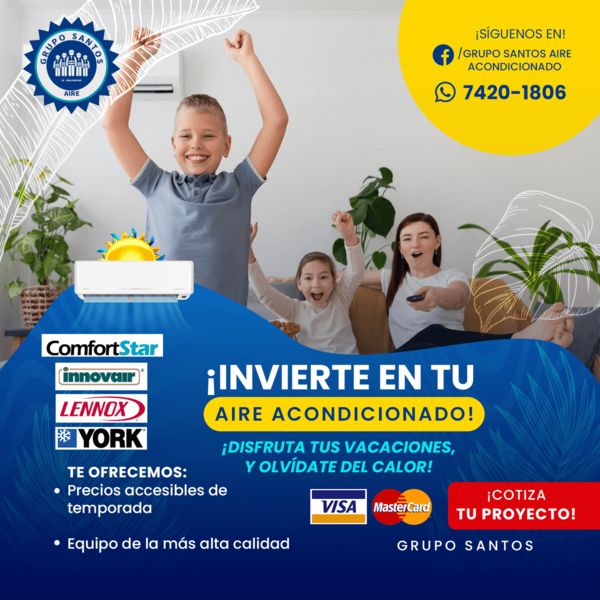 GRUPO SANTOS
EL SALVADOR
AIRE
¡SÍGUENOS EN!
/GRUPO SANTOS AIRE
ACONDICIONADO
7420-1806
ComfortStar
innovair
LENNOX
YORK
¡INVIERTE EN TU
AIRE ACONDICIONADO!
¡DISFRUTA TUS VACACIONES,
Y OLVÍDATE DEL CALOR!
TE OFRECEMOS:
• Precios accesibles de
temporada
• Equipo de la más alta calidad
VISA
MasterCard
¡COTIZA
TU PROYECTO!
GRUPO SANTOS